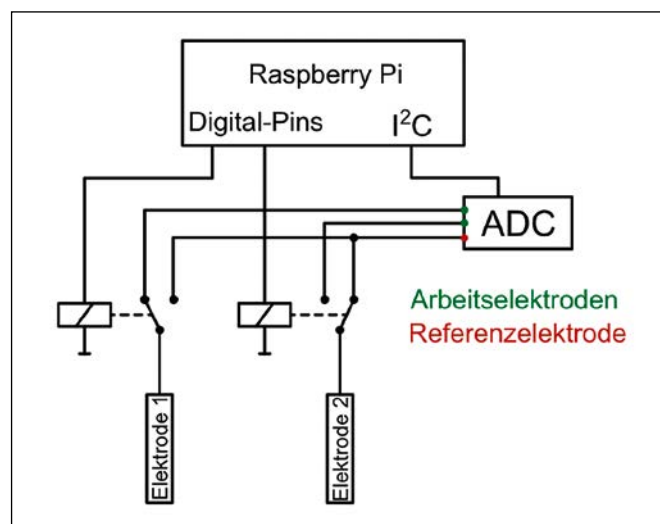 Raspberry Pi
Digital-Pins
I²C
ADC
Arbeitselektroden
Referenzelektrode
Elektrode 1
Elektrode 2